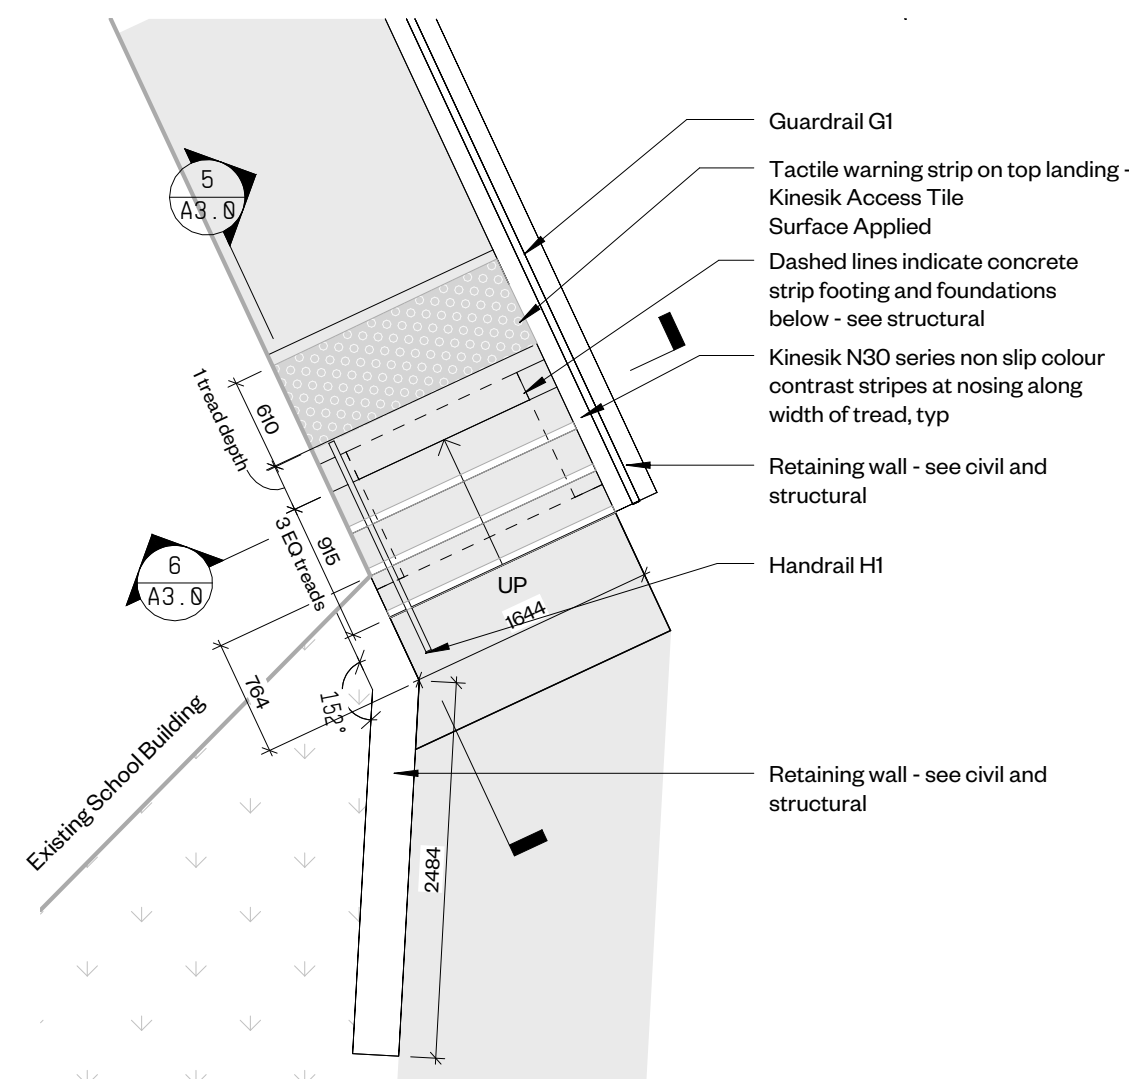 Guardrail G1
Tactile warning strip on top landing -
Kinesik Access Tile
Surface Applied
Dashed lines indicate concrete
strip footing and foundations
below - see structural
Kinesik N30 series non slip colour
contrast stripes at nosing along
width of tread, typ
Retaining wall - see civil and
structural
Handrail H1
Retaining wall - see civil and
structural
5
A3.0
1 tread depth
610
3 EQ treads
915
6
A3.0
UP
1644
764
152°
Existing School Building
2484